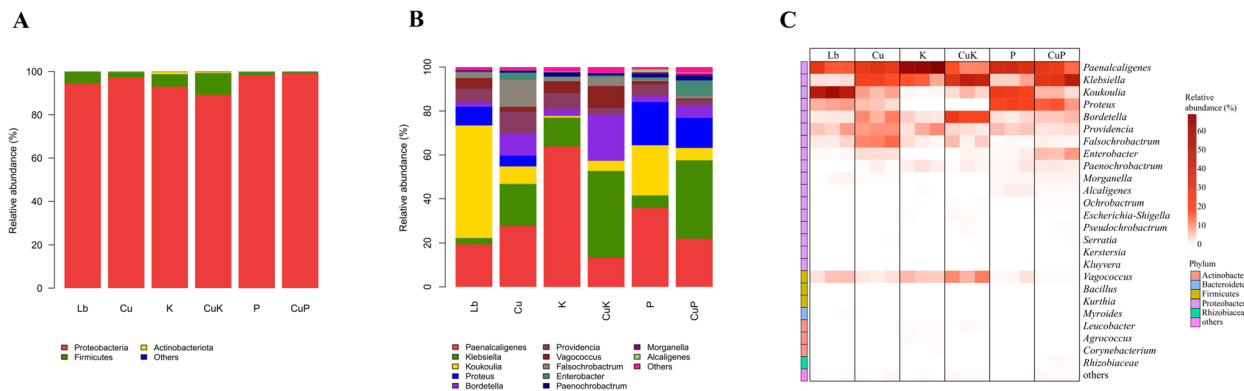 A
Relative abundance (%)
100
80
60
40
20
0
Lb Cu K CuK P CuP
Proteobacteria
Firmicutes
Actinobacteriota
Others
B
Relative abundance (%)
100
80
60
40
20
0
Lb
Cu
K
CuK
P
CuP
Paenalcaligenes
Klebsiella
Koukoulia
Proteus
Bordetella
Providencia
Vagococcus
Falsochrobactrum
Enterobacter
Paenochrobactrum
Morganella
Alcaligenes
Others
C
Lb Cu K CuK P CuP
Paenalcaligenes
Klebsiella
Koukoulia
Proteus
Bordetella
Providencia
Falsochrobactrum
Enterobacter
Paenochrobactrum
Morganella
Alcaligenes
Ochrobactrum
Escherichia-Shigella
Pseudochrobactrum
Serratia
Kerstersia
Kluyvera
Vagococcus
Bacillus
Kurthia
Myroides
Leucobacter
Agrococcus
Corynebacterium
Rhizobiaceae
others
Relative
abundance (%)
60
50
40
30
20
10
0
Phylum
Actinobacte
Bacteroidete
Firmicutes
Proteobacter
Rhizobiaceae
others